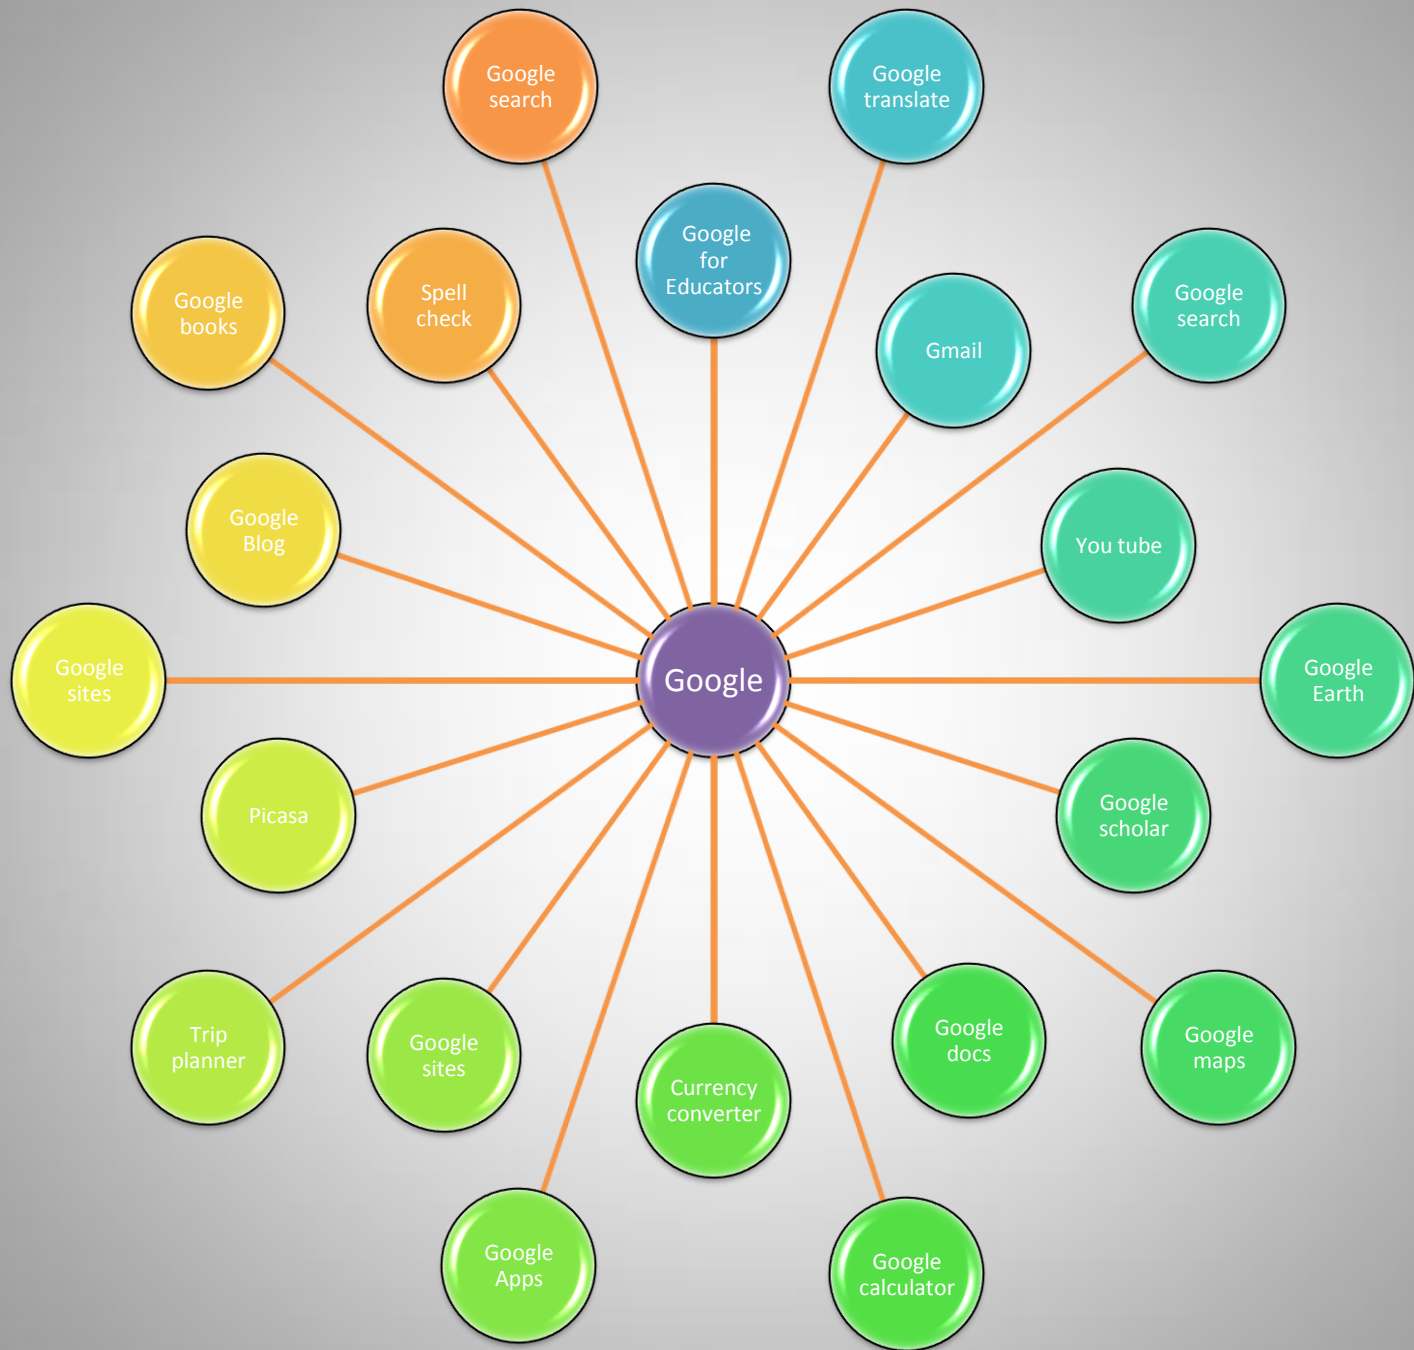 Google
search
Google
translate
Google
for
Educators
Google
books
Spell
check
Gmail
Google
search
Google
Blog
You tube
Google
sites
Google
Google
Earth
Picasa
Google
scholar
Trip
planner
Google
sites
Currency
converter
Google
docs
Google
maps
Google
Apps
Google
calculator